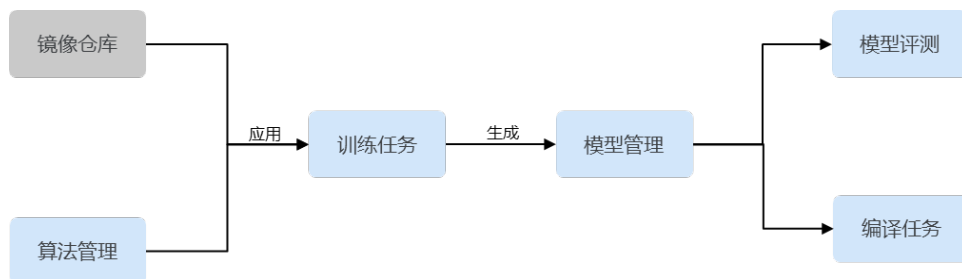 镜像仓库
模型评测
应用
训练任务
生成
模型管理
算法管理
编译任务